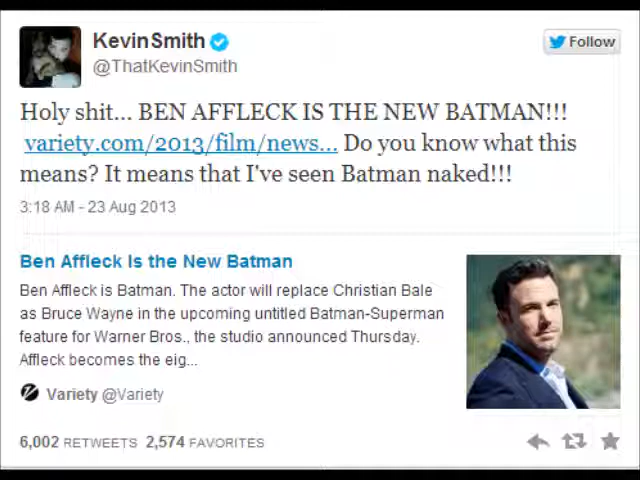 KevinSmith
@ThatKevinSmith
Follow
Holy shit... BEN AFFLECK IS THE NEW BATMAN!!!
variety.com/2013/film/news... Do you know what this
means? It means that I've seen Batman naked!!!
3:18 AM - 23 Aug 2013
Ben Affleck Is the New Batman
Ben Affleck is Batman. The actor will replace Christian Bale
as Bruce Wayne in the upcoming untitled Batman-Superman
feature for Warner Bros., the studio announced Thursday.
Affleck becomes the eig...
Variety @Variety
6,002 RETWEETS 2,574 FAVORITES